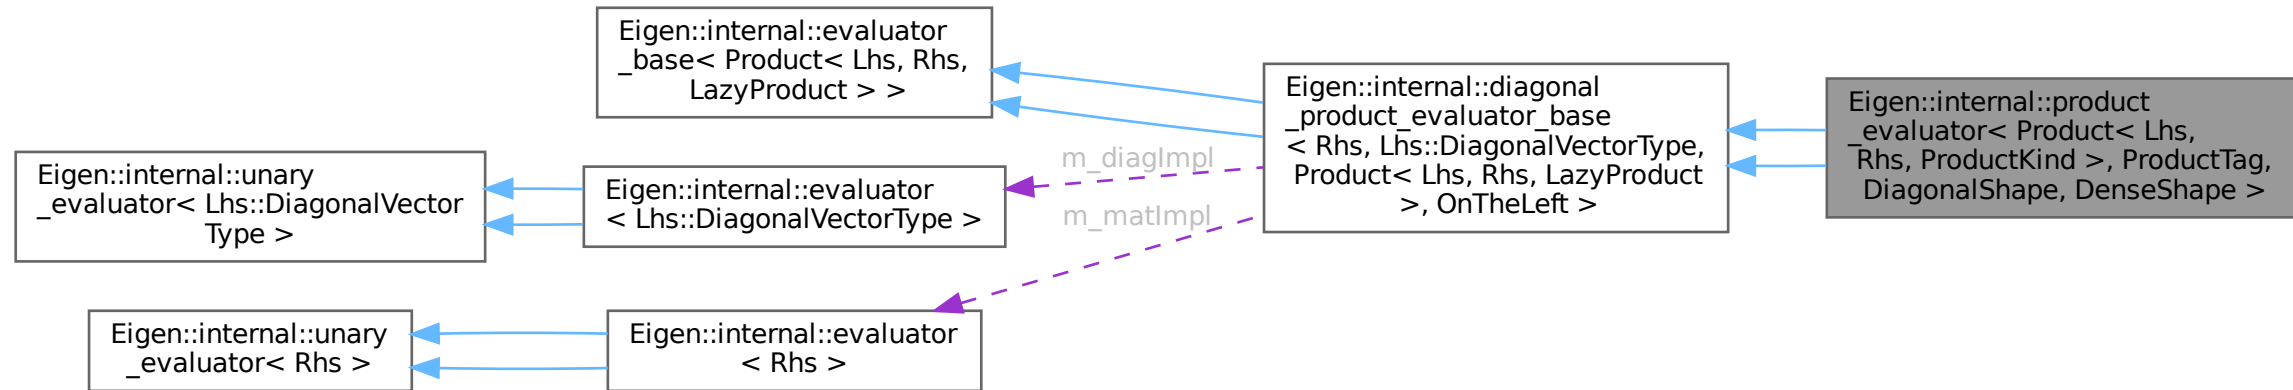 Eigen::internal::evaluator
_base< Product< Lhs, Rhs,
LazyProduct > >
Eigen::internal::unary
_evaluator< Lhs::DiagonalVector
Type >
Eigen::internal::evaluator
< Lhs::DiagonalVectorType >
Eigen::internal::unary
_evaluator< Rhs >
Eigen::internal::evaluator
< Rhs >
m_diagImpl
m_matImpl
Eigen::internal::diagonal
_product_evaluator_base
< Rhs, Lhs::DiagonalVectorType,
Product< Lhs, Rhs, LazyProduct
>, OnTheLeft >
Eigen::internal::product
_evaluator< Product< Lhs,
Rhs, ProductKind >, ProductTag,
DiagonalShape, DenseShape >